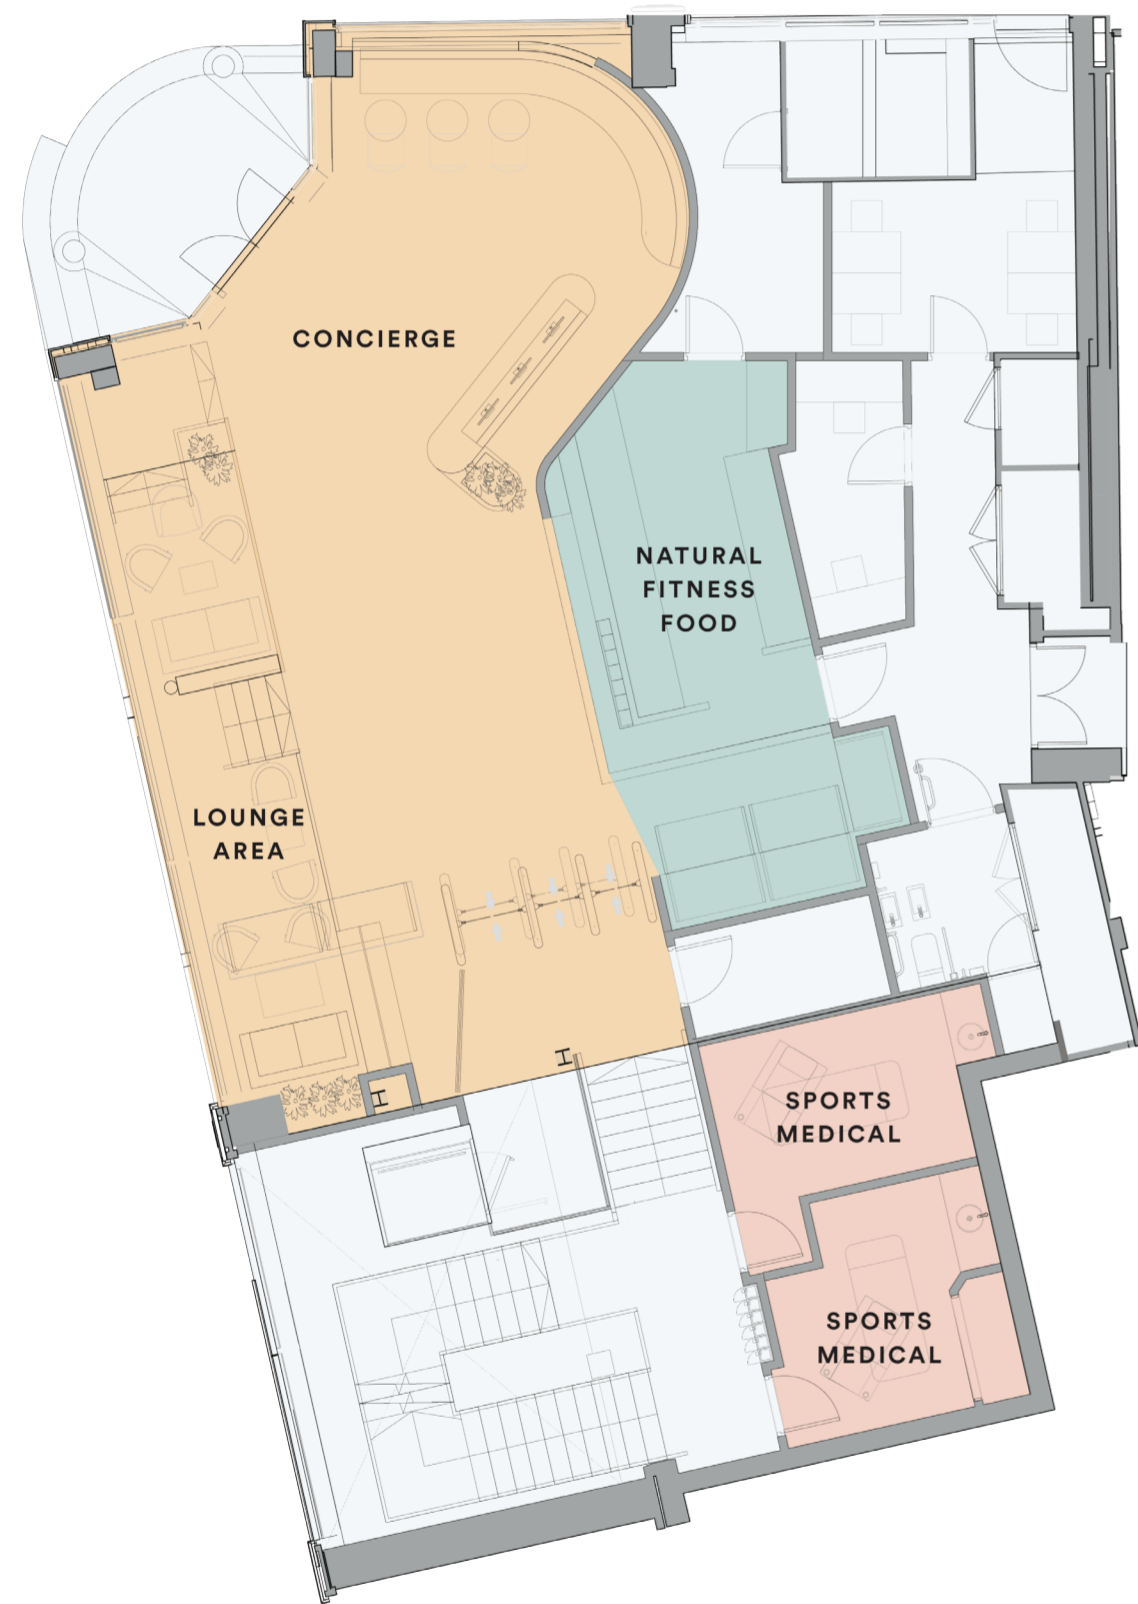 CONCIERGE
NATURAL
FITNESS
FOOD
LOUNGE
AREA
SPORTS
MEDICAL
SPORTS
MEDICAL